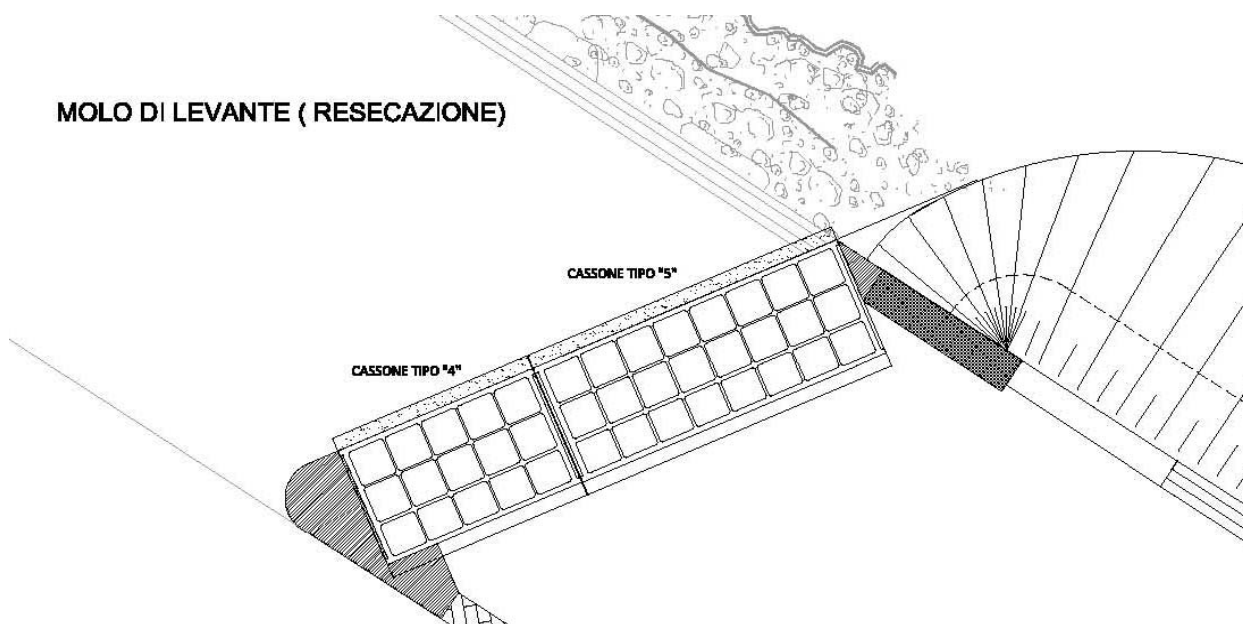 MOLO DI LEVANTE ( RESECAZIONE)
CASSONE TIPO "5"
CASSONE TIPO "4"